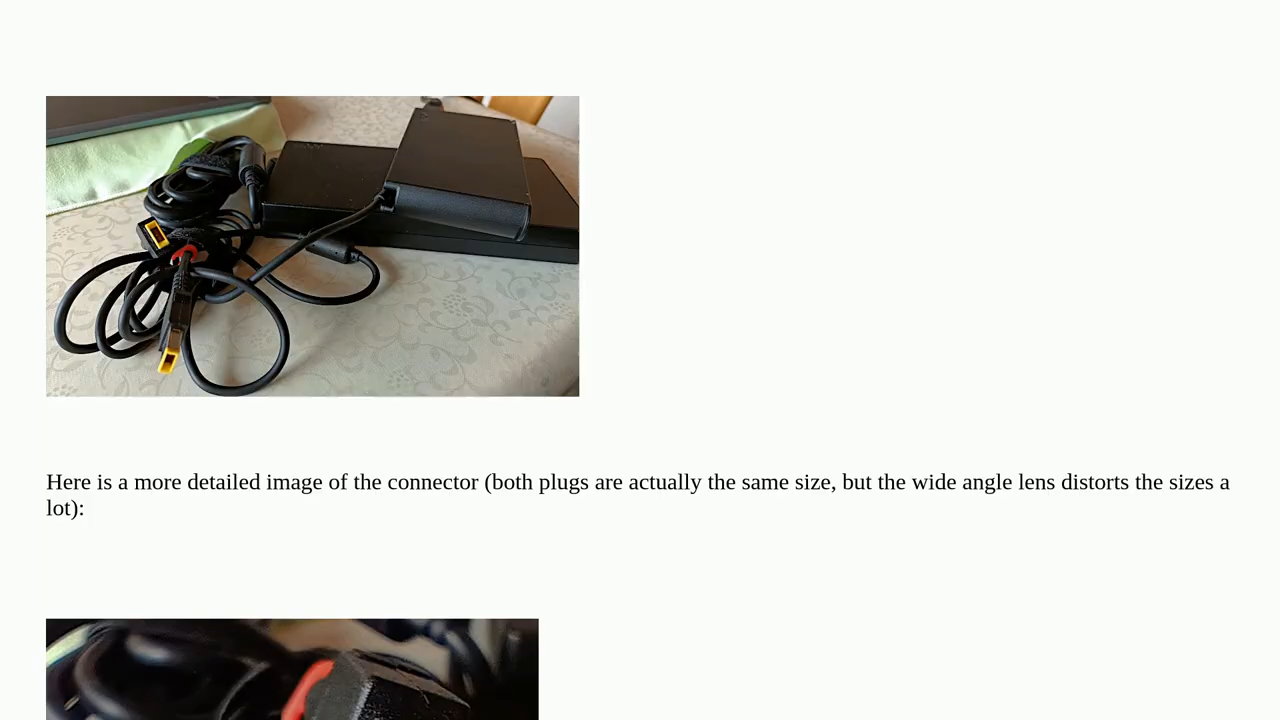 Here is a more detailed image of the connector (both plugs are actually the same size, but the wide angle lens distorts the sizes a
lot):